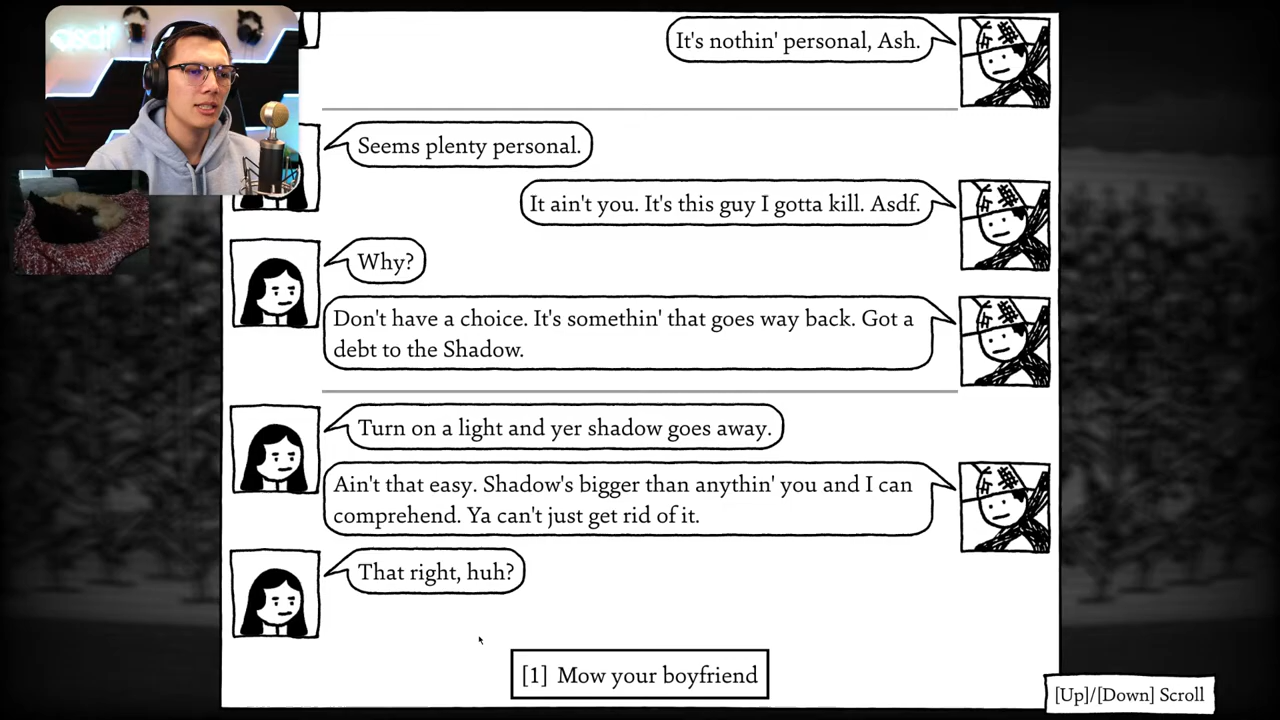 asdf
It's nothin' personal, Ash.
Seems plenty personal.
It ain't you. It's this guy I gotta kill. Asdf.
Why?
Don't have a choice. It's somethin' that goes way back. Got a
debt to the Shadow.
Turn on a light and yer shadow goes away.
Ain't that easy. Shadow's bigger than anythin' you and I can
comprehend. Ya can't just get rid of it.
That right, huh?
[1] Mow your boyfriend
[Up]/[Down] Scroll